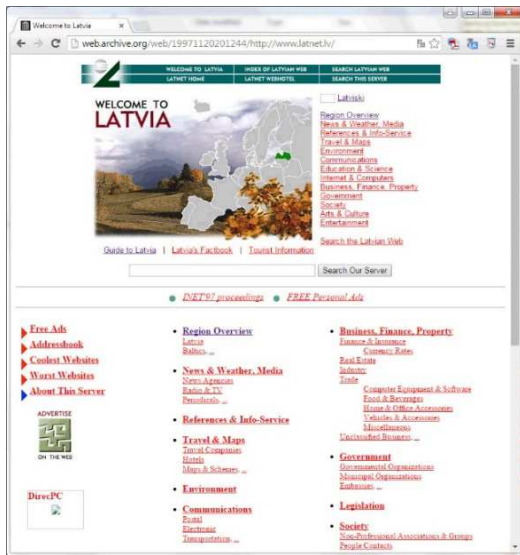 Welcome to Latvia
web.archive.org/web/19971120201244/http://www.latnet.lv/
WELCOME TO LATVIA
INDEX OF LATVIAN WEB
SEARCH LATVIAN WEB
LATNET HOME
LATNET WEBHOTEL
SEARCH THIS SERVER
WELCOME TO
LATVIA
Latviski
Region Overview
News & Weather, Media
References & Info-Service
Travel & Maps
Environment
Communications
Education & Science
Internet & Computers
Business, Finance, Property
Government
Society
Arts & Culture
Entertainment
Search the Latvian Web
Guide to Latvia | Latvia's Factbook | Tourist Information
Search Our Server
INET'97 proceedings
FREE Personal Ads
Free Ads
Addressbook
Coolest Websites
Worst Websites
About This Server
ADVERTISE
ON THE WEB
DirecPC
Region Overview
Latvia
Baltics, ...
News & Weather, Media
News Agencies
Radio & TV
Periodicals, ...
References & Info-Service
Travel & Maps
Travel Companies
Hotels
Maps & Schemes, ...
Environment
Communications
Postal
Electronic
Transportation, ...
Business, Finance, Property
Finance & Insurance
Currency Rates
Real Estate
Industry
Trade
Computer Equipment & Software
Food & Beverages
Home & Office Accessories
Vehicles & Accessories
Miscellaneous
Unclassified Business, ...
Government
Governmental Organizations
Municipal Organizations
Embassies, ...
Legislation
Society
Non-Professional Associations & Groups
People Contacts